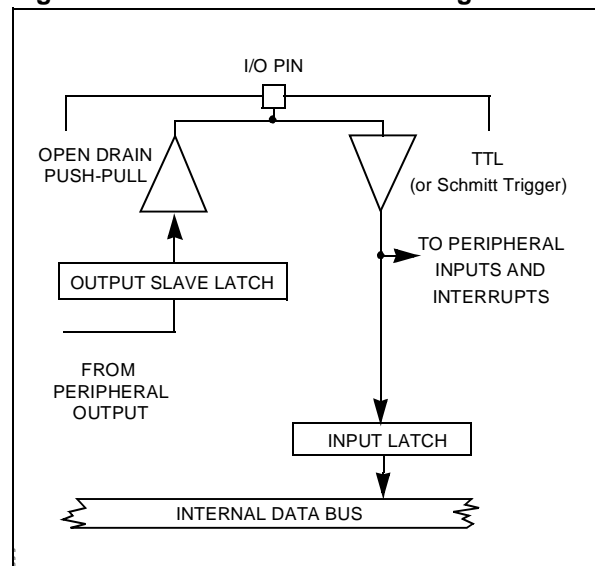 I/O PIN
OPEN DRAIN
PUSH-PULL
TTL
(or Schmitt Trigger)
TO PERIPHERAL
INPUTS AND
INTERRUPTS
OUTPUT SLAVE LATCH
FROM
PERIPHERAL
OUTPUT
INPUT LATCH
INTERNAL DATA BUS